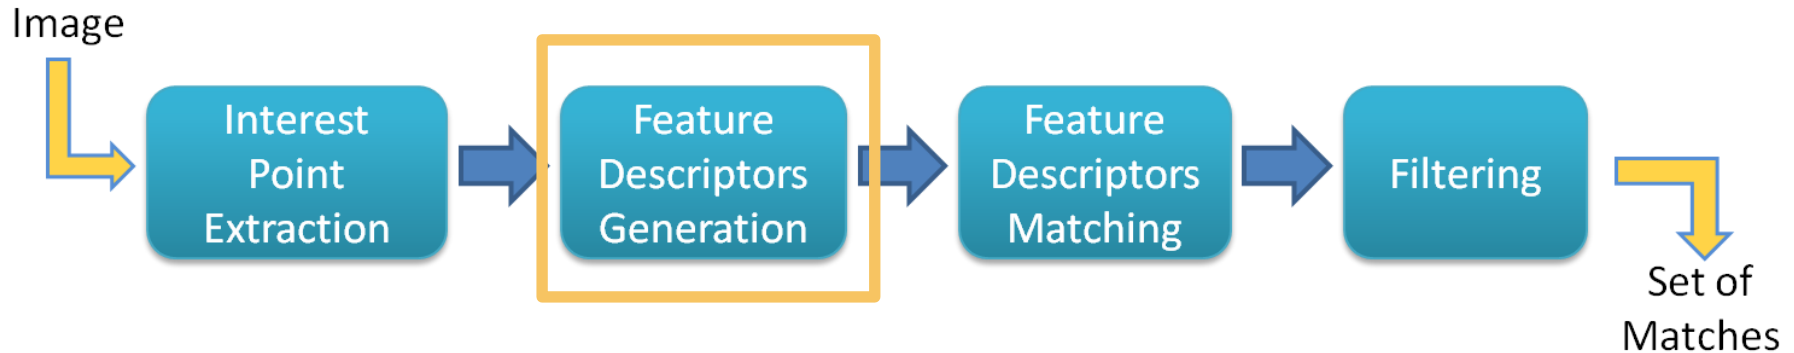 Image
Interest
Point
Extraction
Feature
Descriptors
Generation
Feature
Descriptors
Matching
Filtering
Set of
Matches